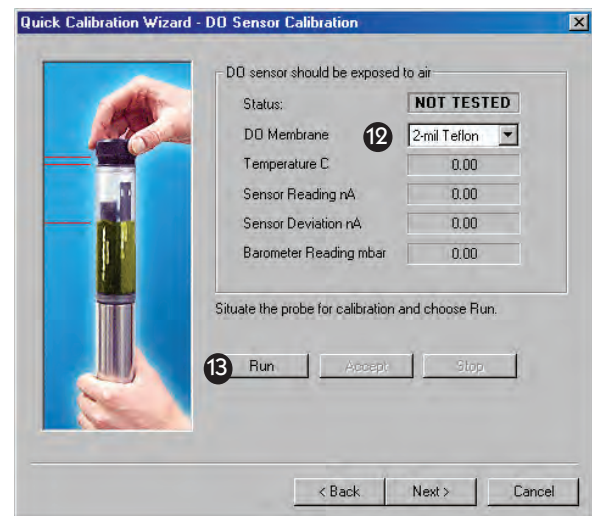 Quick Calibration Wizard - DO Sensor Calibration
DO sensor should be exposed to air
Status: NOT TESTED
DO Membrane 12 2-mil Teflon
Temperature C 0.00
Sensor Reading nA 0.00
Sensor Deviation nA 0.00
Barometer Reading mbar 0.00
Situate the probe for calibration and choose Run.
13 Run Accept Stop
< Back Next > Cancel